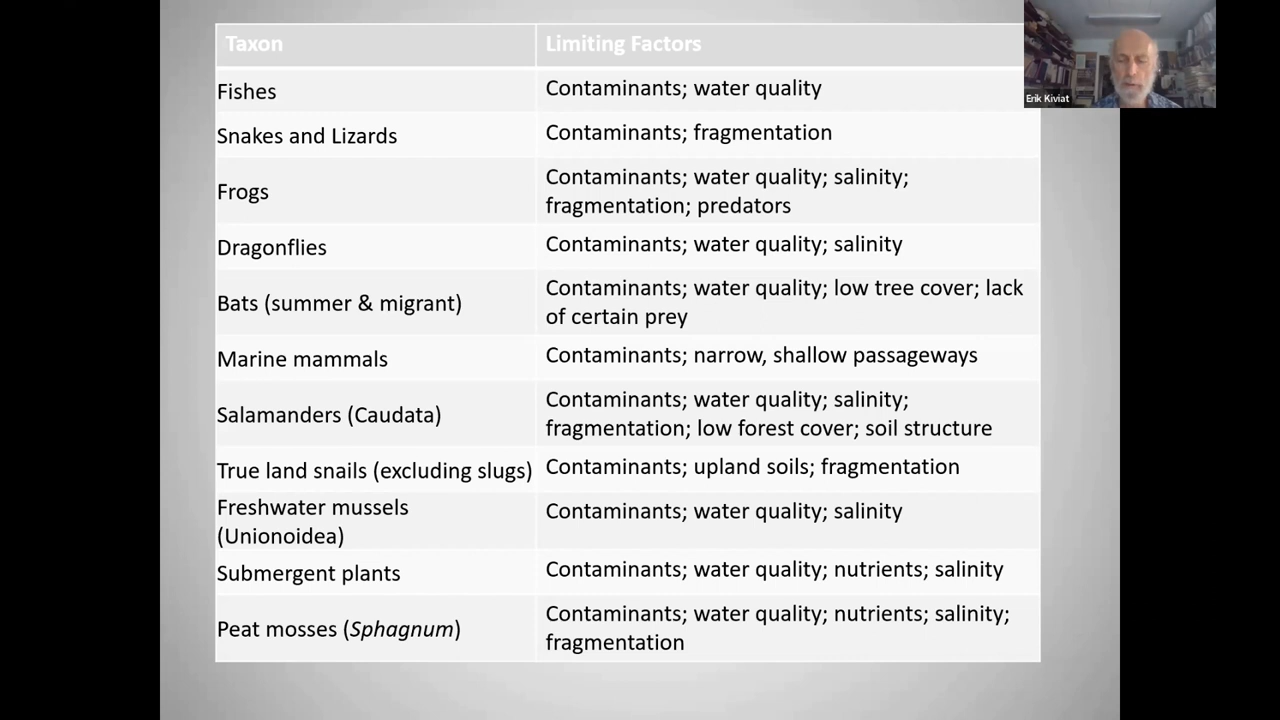 Taxon
Limiting Factors
Fishes
Contaminants; water quality
Snakes and Lizards
Contaminants; fragmentation
Frogs
Contaminants; water quality; salinity;
fragmentation; predators
Dragonflies
Contaminants; water quality; salinity
Bats (summer & migrant)
Contaminants; water quality; low tree cover; lack
of certain prey
Marine mammals
Contaminants; narrow, shallow passageways
Salamanders (Caudata)
Contaminants; water quality; salinity;
fragmentation; low forest cover; soil structure
True land snails (excluding slugs)
Contaminants; upland soils; fragmentation
Freshwater mussels
(Unionoidea)
Contaminants; water quality; salinity
Submergent plants
Contaminants; water quality; nutrients; salinity
Peat mosses (Sphagnum)
Contaminants; water quality; nutrients; salinity;
fragmentation
Erik Kiviat